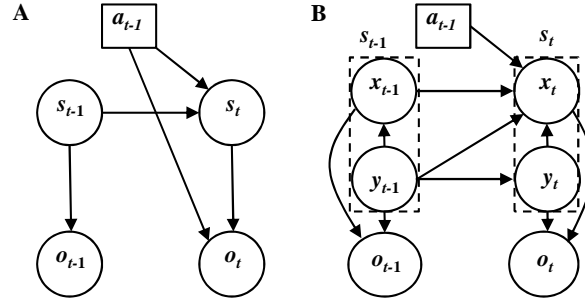 A
a_{t-1}
s_{t-1}
s_t
o_{t-1}
o_t
B
a_{t-1}
s_{t-1}
s_t
x_{t-1}
x_t
y_{t-1}
y_t
o_{t-1}
o_t